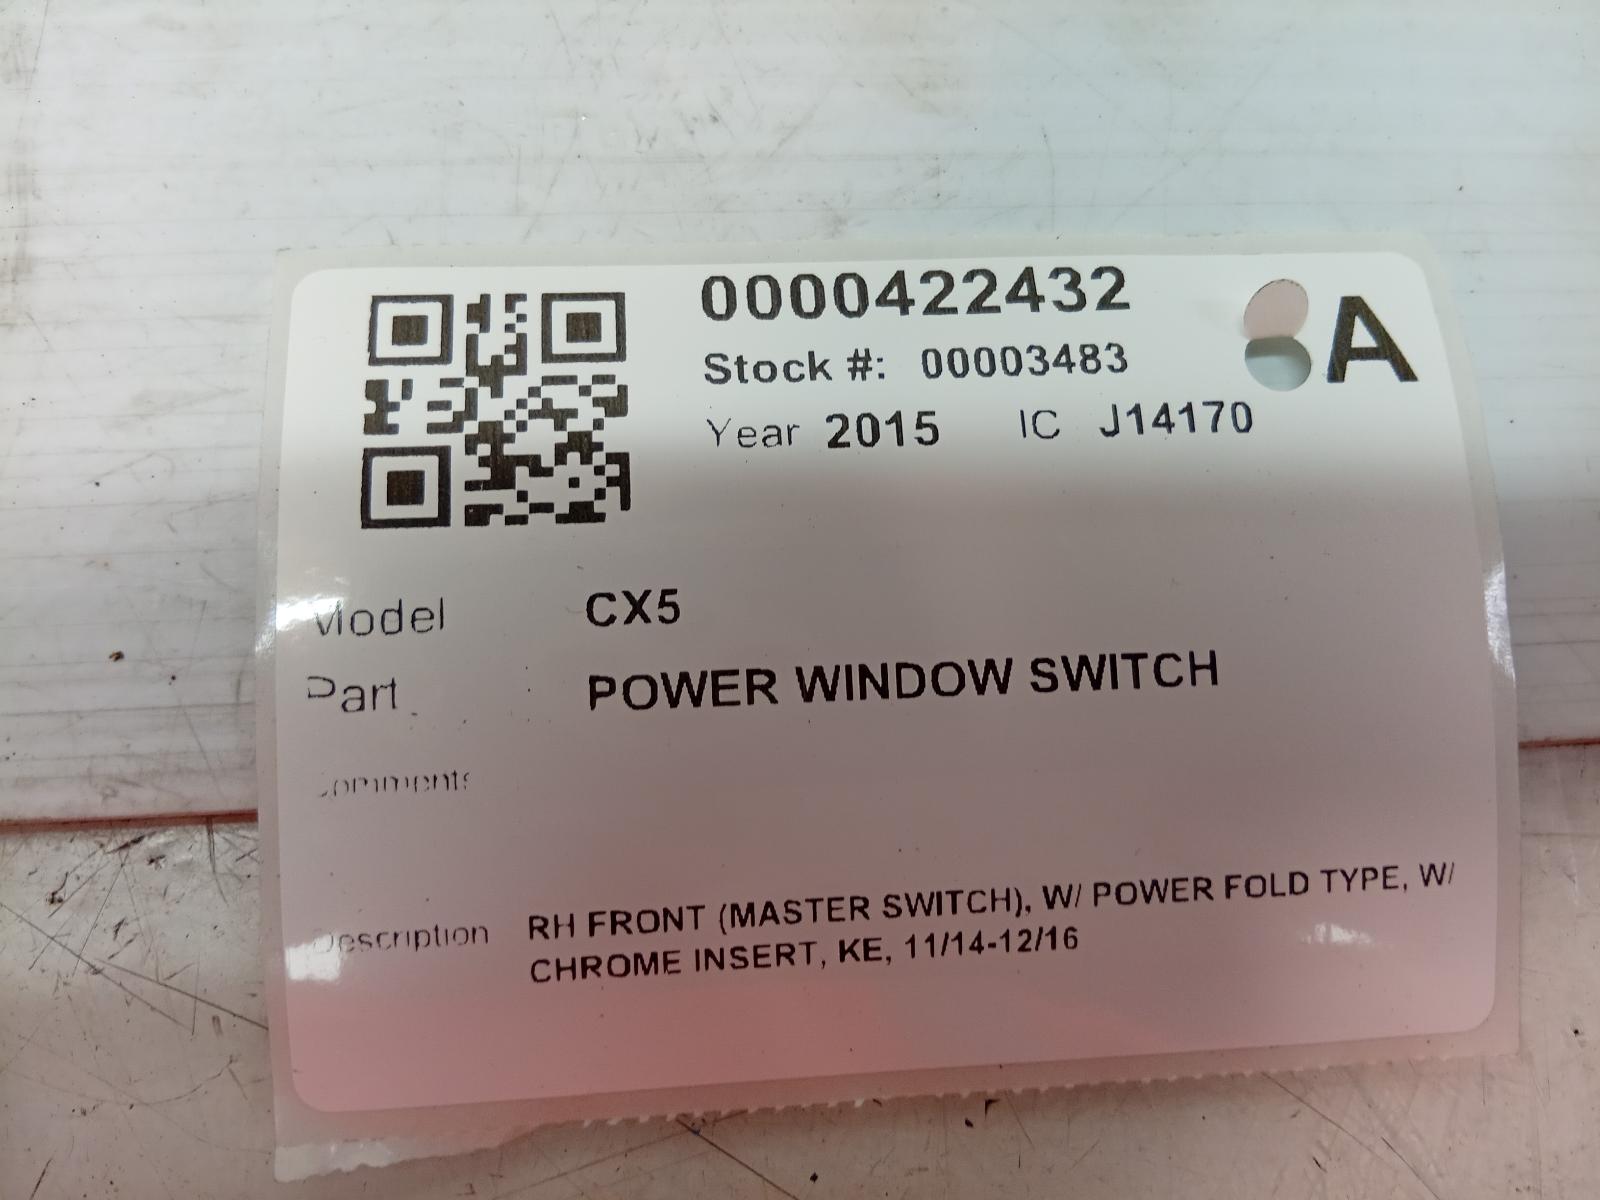 0000422432
A
Stock #: 00003483
Year 2015 IC J14170
Model CX5
Part POWER WINDOW SWITCH
Comments
Description RH FRONT (MASTER SWITCH), W/ POWER FOLD TYPE, W/
CHROME INSERT, KE, 11/14-12/16